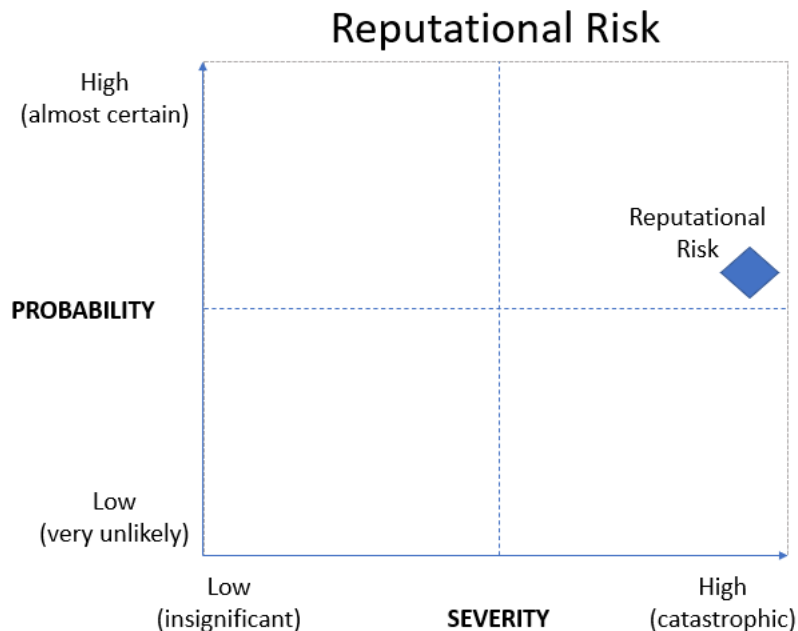 Reputational Risk
High
(almost certain)
Reputational
Risk
PROBABILITY
Low
(very unlikely)
Low
(insignificant)
SEVERITY
High
(catastrophic)